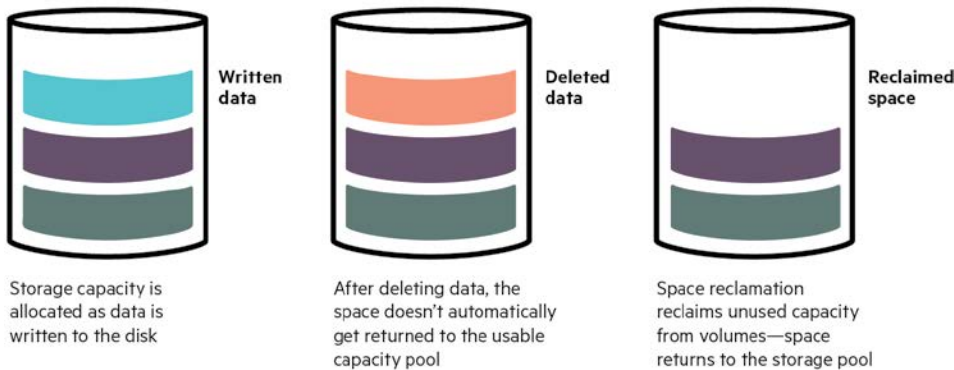 Written
data
Deleted
data
Reclaimed
space
Storage capacity is
allocated as data is
written to the disk
After deleting data, the
space doesn't automatically
get returned to the usable
capacity pool
Space reclamation
reclaims unused capacity
from volumes—space
returns to the storage pool